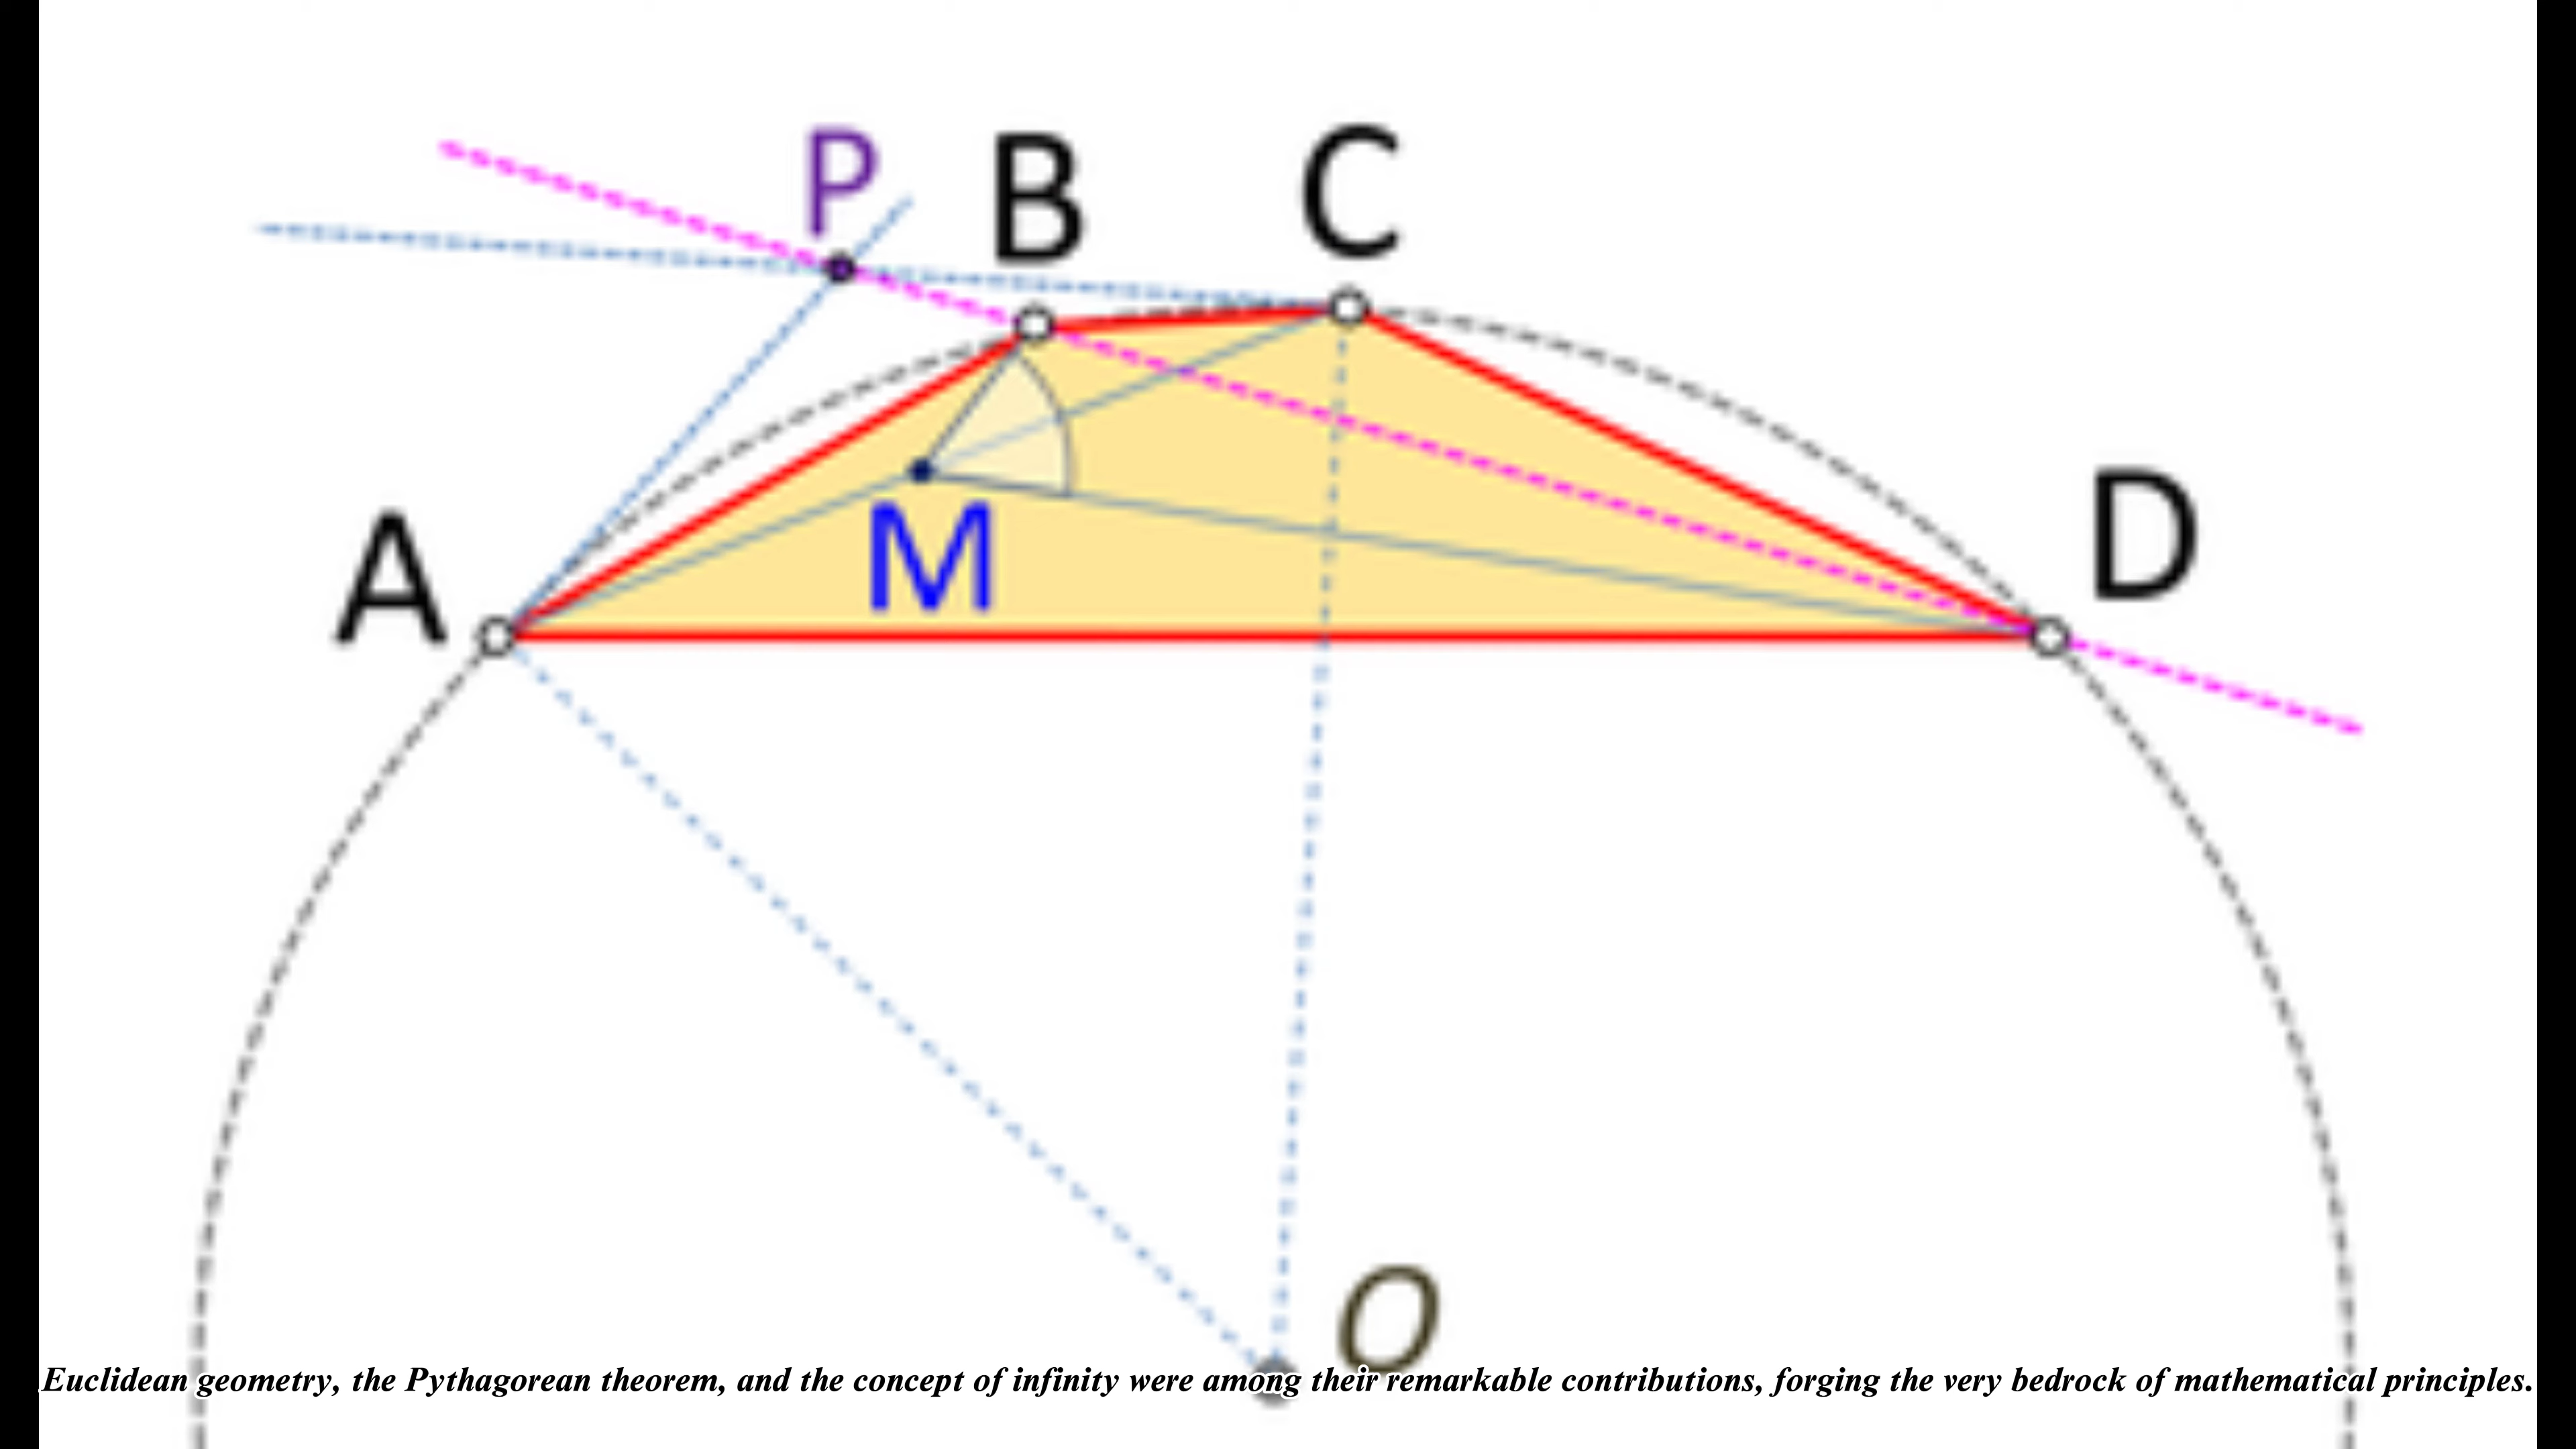 P B C
A M D
O
Euclidean geometry, the Pythagorean theorem, and the concept of infinity were among their remarkable contributions, forging the very bedrock of mathematical principles.